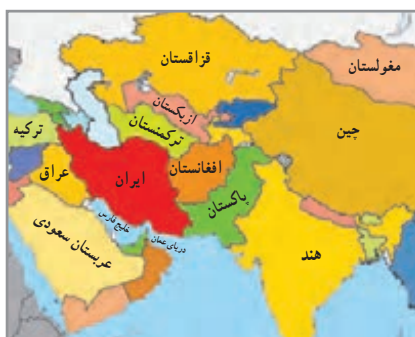 قزاقستان
مغولستان
ازبکستان
ترکیه
ترکمنستان
چین
افغانستان
عراق
ایران
پاکستان
خلیج فارس
عربستان سعودی
دریای عمان
هند